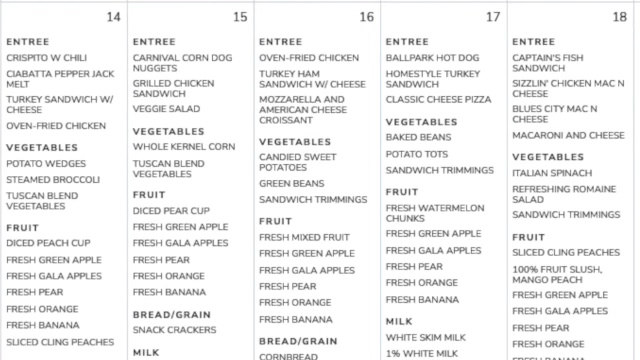 14
ENTREE
CRISPITO W CHILI
CIABATTA PEPPER JACK
MELT
TURKEY SANDWICH W/
CHEESE
OVEN-FRIED CHICKEN
VEGETABLES
POTATO WEDGES
STEAMED BROCCOLI
TUSCAN BLEND
VEGETABLES
FRUIT
DICED PEACH CUP
FRESH GREEN APPLE
FRESH GALA APPLES
FRESH PEAR
FRESH ORANGE
FRESH BANANA
SLICED CLING PEACHES
15
ENTREE
CARNIVAL CORN DOG
NUGGETS
GRILLED CHICKEN
SANDWICH
VEGGIE SALAD
VEGETABLES
WHOLE KERNEL CORN
TUSCAN BLEND
VEGETABLES
FRUIT
DICED PEAR CUP
FRESH GREEN APPLE
FRESH GALA APPLES
FRESH PEAR
FRESH ORANGE
FRESH BANANA
BREAD/GRAIN
SNACK CRACKERS
MILK
16
ENTREE
OVEN-FRIED CHICKEN
TURKEY HAM
SANDWICH W/ CHEESE
MOZZARELLA AND
AMERICAN CHEESE
CROISSANT
VEGETABLES
CANDIED SWEET
POTATOES
GREEN BEANS
SANDWICH TRIMMINGS
FRUIT
FRESH MIXED FRUIT
FRESH GREEN APPLE
FRESH GALA APPLES
FRESH PEAR
FRESH ORANGE
FRESH BANANA
BREAD/GRAIN
CORNBREAD
17
ENTREE
BALLPARK HOT DOG
HOMESTYLE TURKEY
SANDWICH
CLASSIC CHEESE PIZZA
VEGETABLES
BAKED BEANS
POTATO TOTS
SANDWICH TRIMMINGS
FRUIT
FRESH WATERMELON
CHUNKS
FRESH GREEN APPLE
FRESH GALA APPLES
FRESH PEAR
FRESH ORANGE
FRESH BANANA
MILK
WHITE SKIM MILK
1% WHITE MILK
18
ENTREE
CAPTAIN'S FISH
SANDWICH
SIZZLIN' CHICKEN MAC N
CHEESE
BLUES CITY MAC N
CHEESE
MACARONI AND CHEESE
VEGETABLES
ITALIAN SPINACH
REFRESHING ROMAINE
SALAD
SANDWICH TRIMMINGS
FRUIT
SLICED CLING PEACHES
100% FRUIT SLUSH,
MANGO PEACH
FRESH GREEN APPLE
FRESH GALA APPLES
FRESH PEAR
FRESH ORANGE
FRESH BANANA